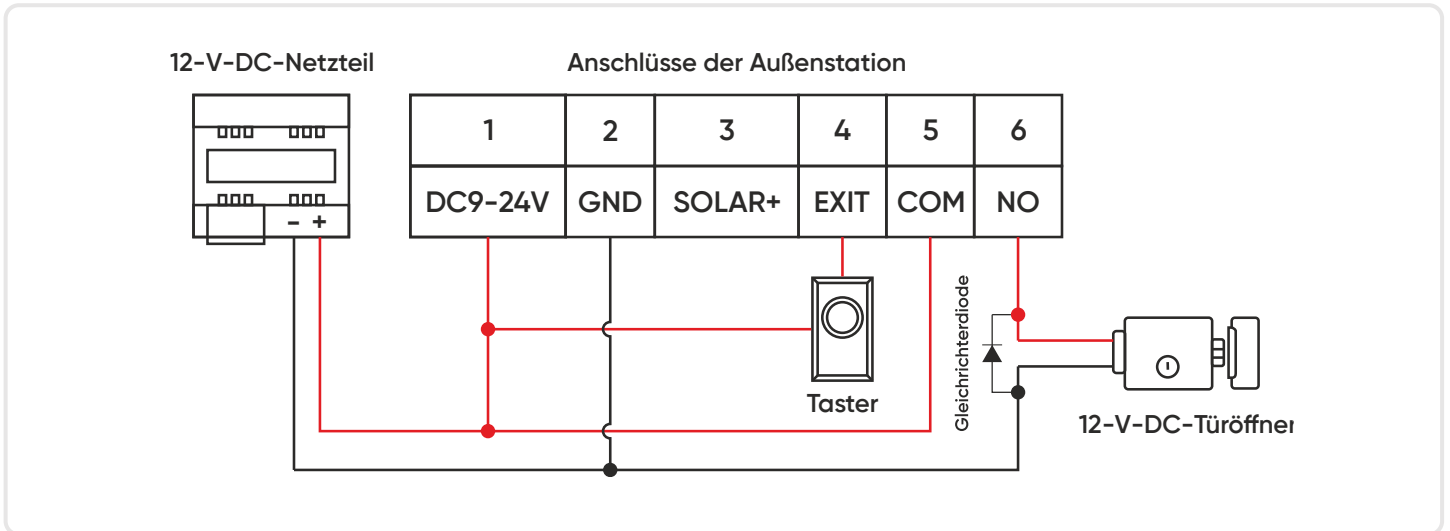 12-V-DC-Netzteil
Anschlüsse der Außenstation
1 2 3 4 5 6
DC9-24V GND SOLAR+ EXIT COM NO
- +
Gleichrichterdiode
Taster
12-V-DC-Türöffner